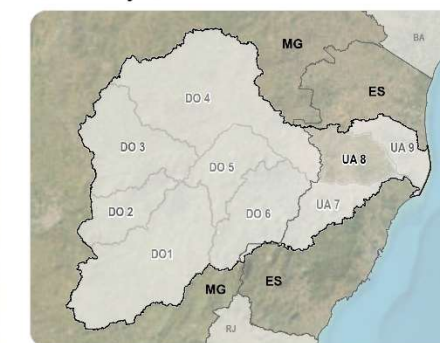 BA
MG
ES
DO 4
DO 3
DO 5
UA 8
UA 9
DO 2
DO 6
UA 7
DO1
MG
ES
RJ